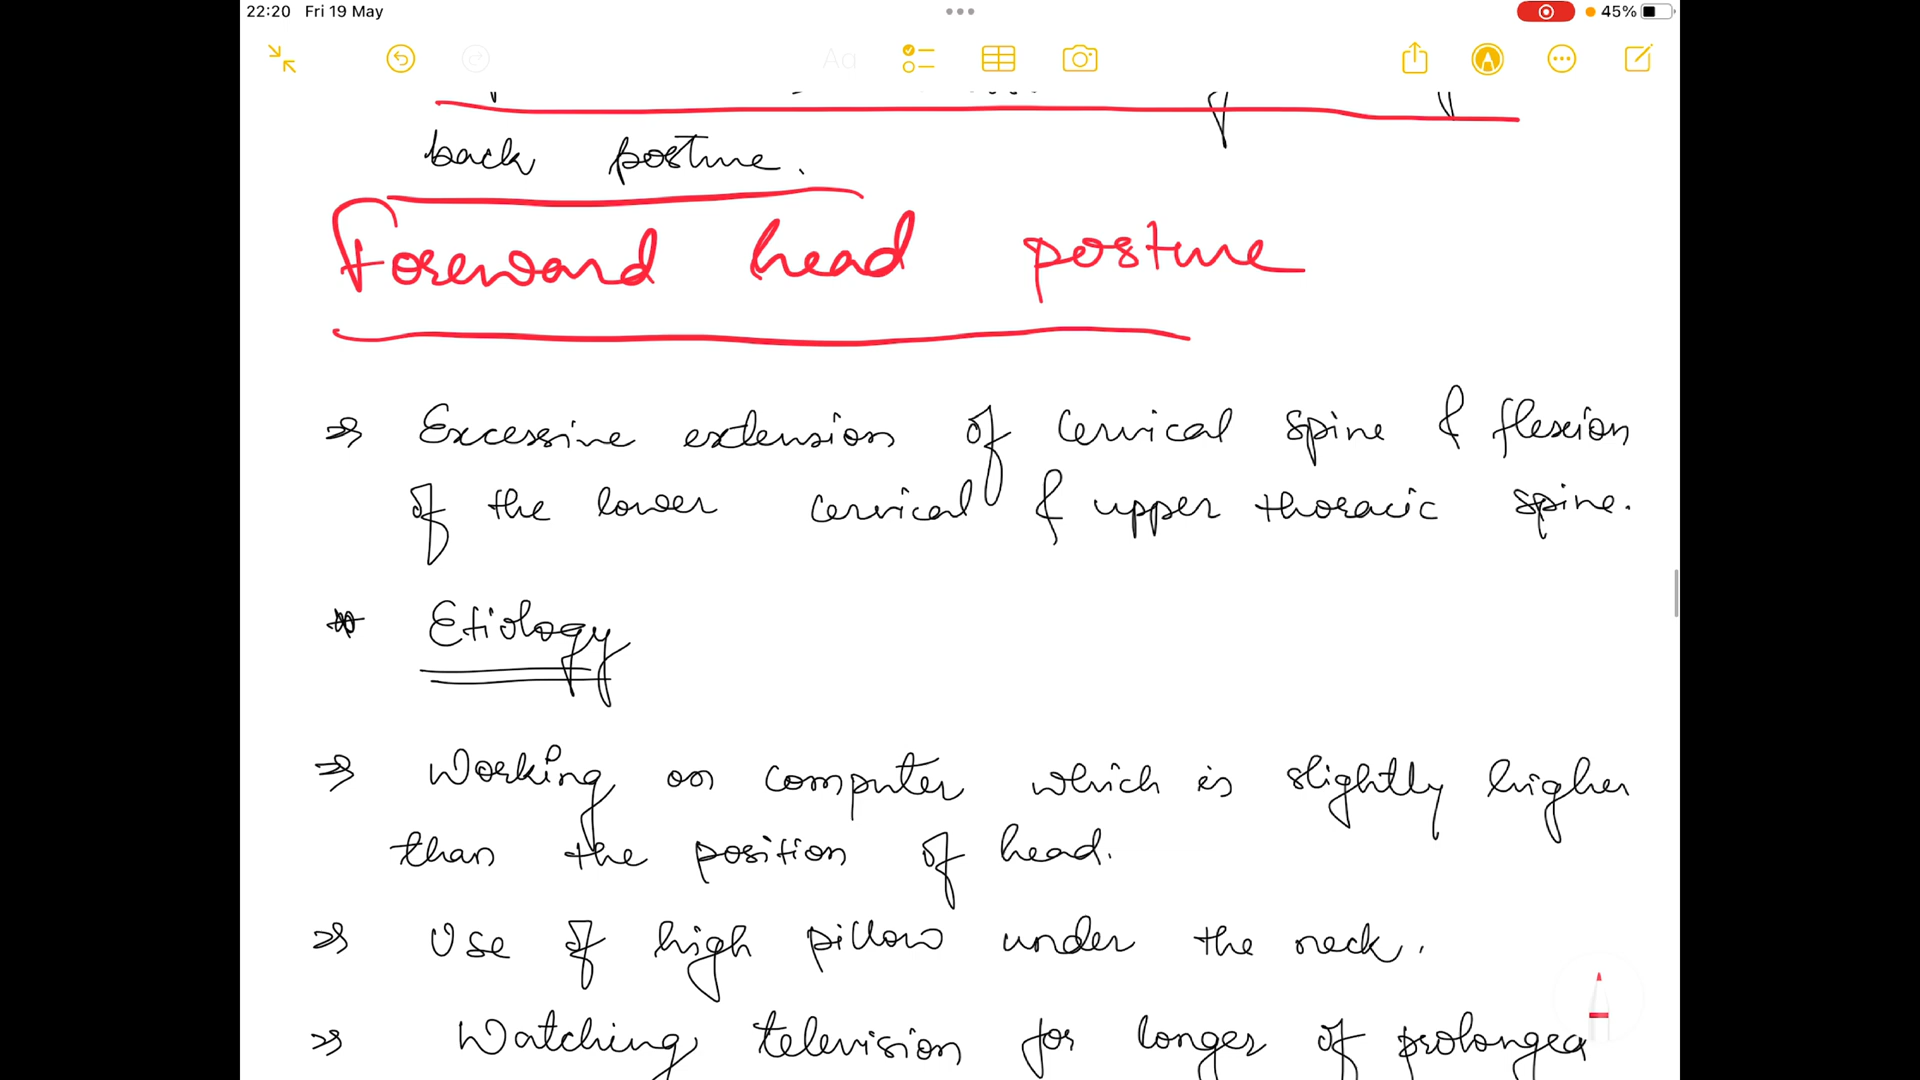 22:20 Fri 19 May
45%
Aa
back posture.
Foreward head posture
⇒ Excessive extension of cervical spine & flexion
of the lower cervical & upper thoracic spine.
* Etiology
⇒ Working on computer which is slightly higher
than the position of head.
⇒ Use of high pillow under the neck.
⇒ Watching television for longer of prolonged